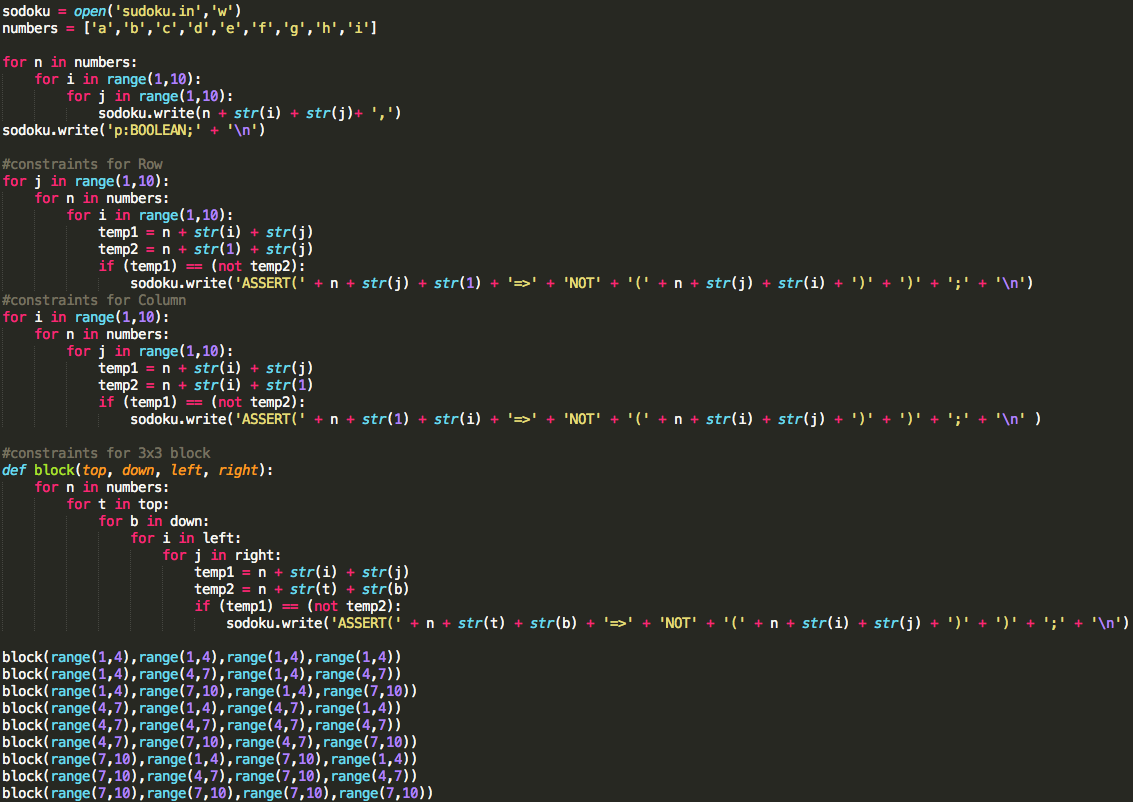 sodoku = open('sudoku.in','w')
numbers = ['a','b','c','d','e','f','g','h','i']

for n in numbers:
    for i in range(1,10):
        for j in range(1,10):
            sodoku.write(n + str(i) + str(j)+ ',')
sodoku.write('p:BOOLEAN;' + '\n')

#constraints for Row
for j in range(1,10):
    for n in numbers:
        for i in range(1,10):
            temp1 = n + str(i) + str(j)
            temp2 = n + str(1) + str(j)
            if (temp1) == (not temp2):
                sodoku.write('ASSERT(' + n + str(j) + str(1) + '=>' + 'NOT' + '(' + n + str(j) + str(i) + ')' + ')' + ';' + '\n')
#constraints for Column
for i in range(1,10):
    for n in numbers:
        for j in range(1,10):
            temp1 = n + str(i) + str(j)
            temp2 = n + str(i) + str(1)
            if (temp1) == (not temp2):
                sodoku.write('ASSERT(' + n + str(1) + str(i) + '=>' + 'NOT' + '(' + n + str(i) + str(j) + ')' + ')' + ';' + '\n' )

#constraints for 3x3 block
def block(top, down, left, right):
    for n in numbers:
        for t in top:
            for b in down:
                for i in left:
                    for j in right:
                        temp1 = n + str(i) + str(j)
                        temp2 = n + str(t) + str(b)
                        if (temp1) == (not temp2):
                            sodoku.write('ASSERT(' + n + str(t) + str(b) + '=>' + 'NOT' + '(' + n + str(i) + str(j) + ')' + ')' + ';' + '\n')

block(range(1,4),range(1,4),range(1,4),range(1,4))
block(range(1,4),range(4,7),range(1,4),range(4,7))
block(range(1,4),range(7,10),range(1,4),range(7,10))
block(range(4,7),range(1,4),range(4,7),range(1,4))
block(range(4,7),range(4,7),range(4,7),range(4,7))
block(range(4,7),range(7,10),range(4,7),range(7,10))
block(range(7,10),range(1,4),range(7,10),range(1,4))
block(range(7,10),range(4,7),range(7,10),range(4,7))
block(range(7,10),range(7,10),range(7,10),range(7,10))